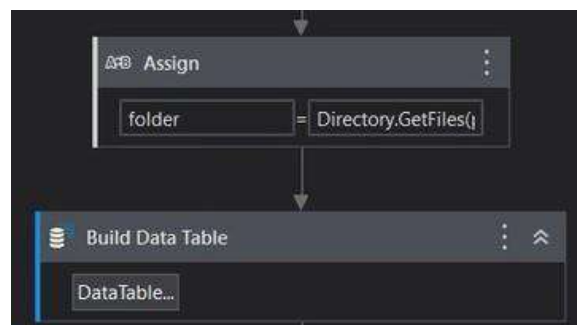 A=B Assign
folder = Directory.GetFiles(p
Build Data Table
DataTable...